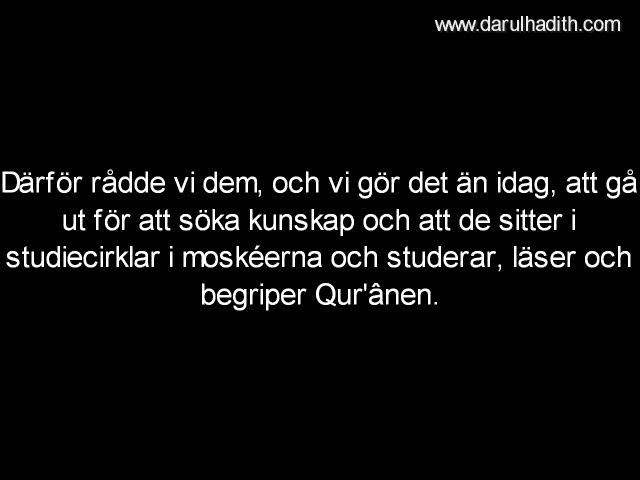 www.darulhadith.com
Därför rådde vi dem, och vi gör det än idag, att gå
ut för att söka kunskap och att de sitter i
studiecirklar i moskéerna och studerar, läser och
begriper Qur'ânen.